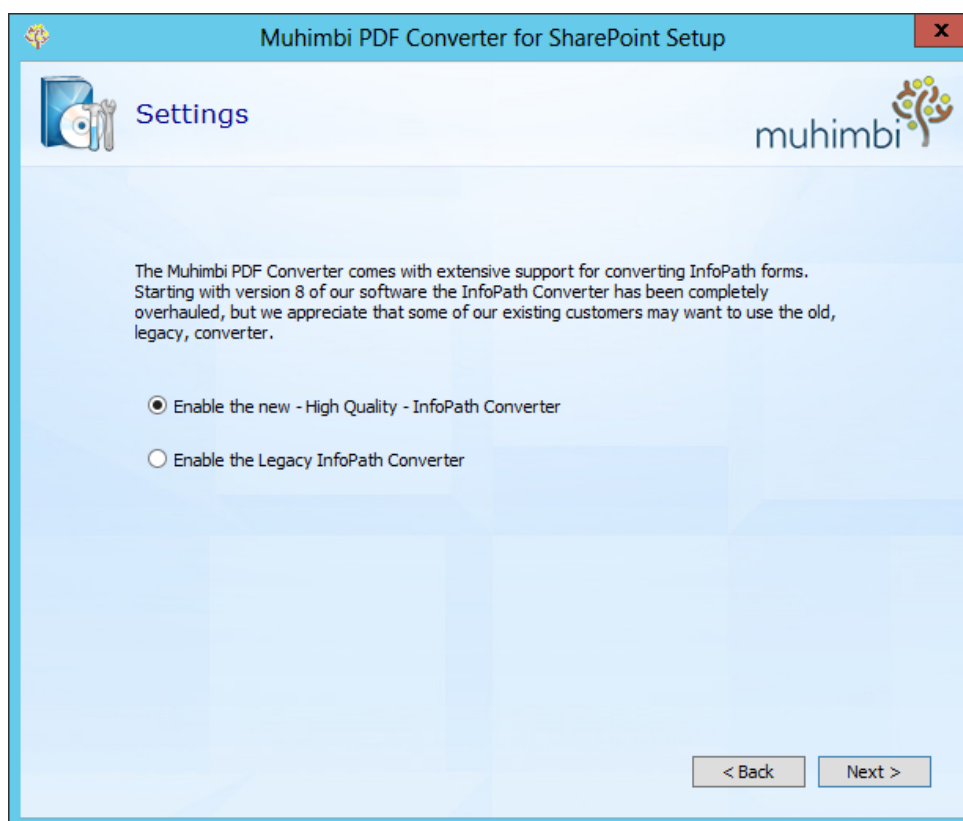 Muhimbi PDF Converter for SharePoint Setup
x
Settings
muhimbi
The Muhimbi PDF Converter comes with extensive support for converting InfoPath forms.
Starting with version 8 of our software the InfoPath Converter has been completely
overhauled, but we appreciate that some of our existing customers may want to use the old,
legacy, converter.
Enable the new - High Quality - InfoPath Converter
Enable the Legacy InfoPath Converter
< Back
Next >